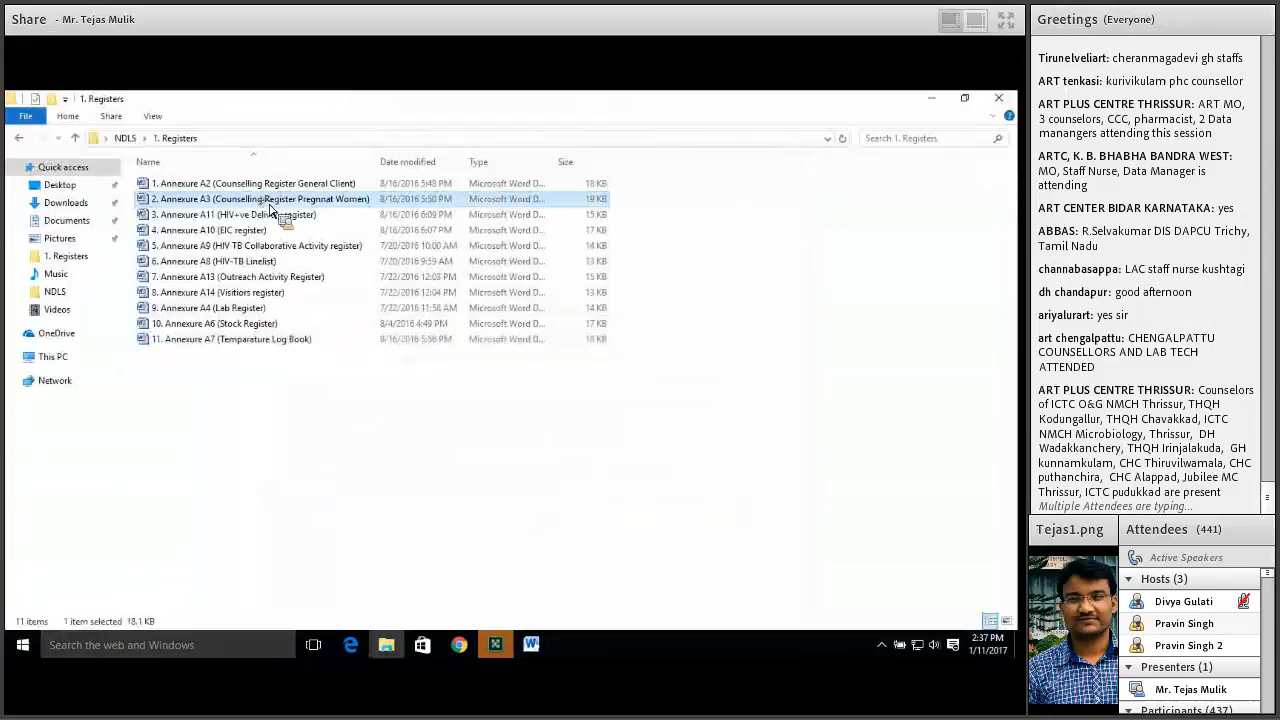 Share - Mr. Tejas Mulik
1. Registers
File Home Share View
NDLS > 1. Registers
Search 1. Registers
Quick access
Desktop
Downloads
Documents
Pictures
1. Registers
Music
NDLS
Videos
OneDrive
This PC
Network
Name Date modified Type Size
1. Annexure A2 (Counselling Register General Client) 8/16/2016 5:48 PM Microsoft Word D... 18 KB
2. Annexure A3 (Counselling Register Pregnnat Women) 8/16/2016 5:50 PM Microsoft Word D... 19 KB
3. Annexure A11 (HIV+ve register) 8/16/2016 6:09 PM Microsoft Word D... 15 KB
4. Annexure A10 (EIC register) 8/16/2016 6:07 PM Microsoft Word D... 17 KB
5. Annexure A9 (HIV TB Collaborative Activity register) 7/20/2016 10:00 AM Microsoft Word D... 14 KB
6. Annexure A8 (HIV-TB Linelist) 7/20/2016 9:59 AM Microsoft Word D... 13 KB
7. Annexure A13 (Outreach Activity Register) 7/22/2016 12:08 PM Microsoft Word D... 15 KB
8. Annexure A14 (Visitiors register) 7/22/2016 12:04 PM Microsoft Word D... 13 KB
9. Annexure A4 (Lab Register) 7/22/2016 11:58 AM Microsoft Word D... 14 KB
10. Annexure A6 (Stock Register) 8/4/2016 4:49 PM Microsoft Word D... 17 KB
11. Annexure A7 (Temparature Log Book) 8/16/2016 5:56 PM Microsoft Word D... 18 KB
11 items 1 item selected 18.1 KB
Search the web and Windows
2:37 PM
1/11/2017
Greetings (Everyone)
Tirunelveliart: cheranmagadevi gh staffs
ART tenkasi: kurivikulam phc counsellor
ART PLUS CENTRE THRISSUR: ART MO,
3 counselors, CCC, pharmacist, 2 Data
manangers attending this session
ARTC, K. B. BHABHA BANDRA WEST:
MO, Staff Nurse, Data Manager is
attending
ART CENTER BIDAR KARNATAKA: yes
ABBAS: R.Selvakumar DIS DAPCU Trichy,
Tamil Nadu
channabasappa: LAC staff nurse kushtagi
dh chandapur: good afternoon
ariyalurart: yes sir
art chengalpattu: CHENGALPATTU
COUNSELLORS AND LAB TECH
ATTENDED
ART PLUS CENTRE THRISSUR: Counselors
of ICTC O&G NMCH Thrissur, THQH
Kodungallur, THQH Chavakkad, ICTC
NMCH Microbiology, Thrissur, DH
Wadakkanchery, THQH Irinjalakuda, GH
kunnamkulam, CHC Thiruvilwamala, CHC
puthanchira, CHC Alappad, Jubilee MC
Thrissur, ICTC pudukkad are present
Multiple Attendees are typing...
Tejas1.png
Attendees (441)
Active Speakers
Hosts (3)
Divya Gulati
Pravin Singh
Pravin Singh 2
Presenters (1)
Mr. Tejas Mulik
Participants (437)